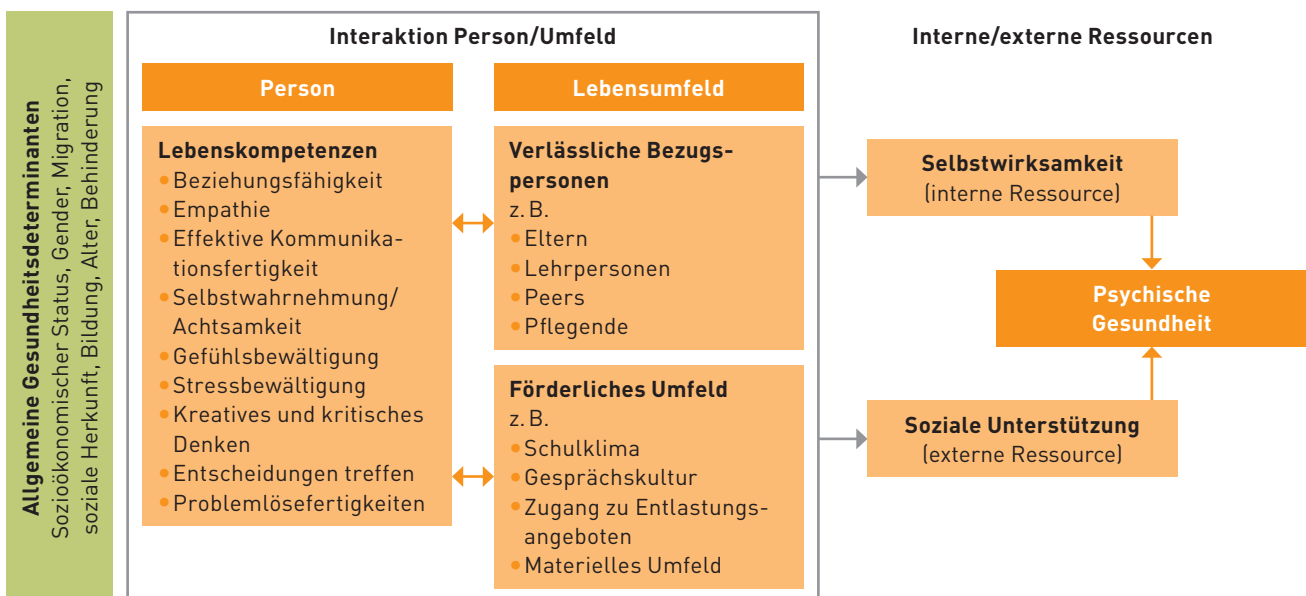 Allgemeine Gesundheitsdeterminanten
Sozioökonomischer Status, Gender, Migration,
soziale Herkunft, Bildung, Alter, Behinderung
Interaktion Person/Umfeld
Person
Lebenskompetenzen
• Beziehungsfähigkeit
• Empathie
• Effektive Kommunika-
tionsfertigkeit
• Selbstwahrnehmung/
Achtsamkeit
• Gefühlsbewältigung
• Stressbewältigung
• Kreatives und kritisches
Denken
• Entscheidungen treffen
• Problemlösefertigkeiten
Lebensumfeld
Verlässliche Bezugs-
personen
z. B.
• Eltern
• Lehrpersonen
• Peers
• Pflegende
Förderliches Umfeld
z. B.
• Schulklima
• Gesprächskultur
• Zugang zu Entlastungs-
angeboten
• Materielles Umfeld
Interne/externe Ressourcen
Selbstwirksamkeit
(interne Ressource)
Psychische
Gesundheit
Soziale Unterstützung
(externe Ressource)